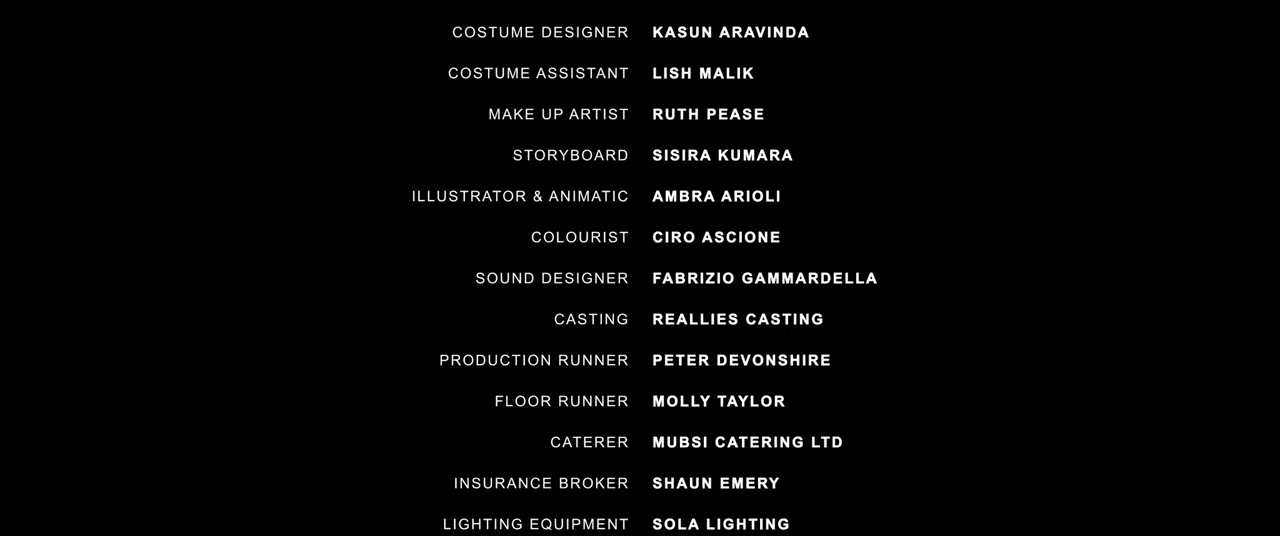 COSTUME DESIGNER KASUN ARAVINDA
COSTUME ASSISTANT LISH MALIK
MAKE UP ARTIST RUTH PEASE
STORYBOARD SISIRA KUMARA
ILLUSTRATOR & ANIMATIC AMBRA ARIOLI
COLOURIST CIRO ASCIONE
SOUND DESIGNER FABRIZIO GAMMARDELLA
CASTING REALLIES CASTING
PRODUCTION RUNNER PETER DEVONSHIRE
FLOOR RUNNER MOLLY TAYLOR
CATERER MUBSI CATERING LTD
INSURANCE BROKER SHAUN EMERY
LIGHTING EQUIPMENT SOLA LIGHTING